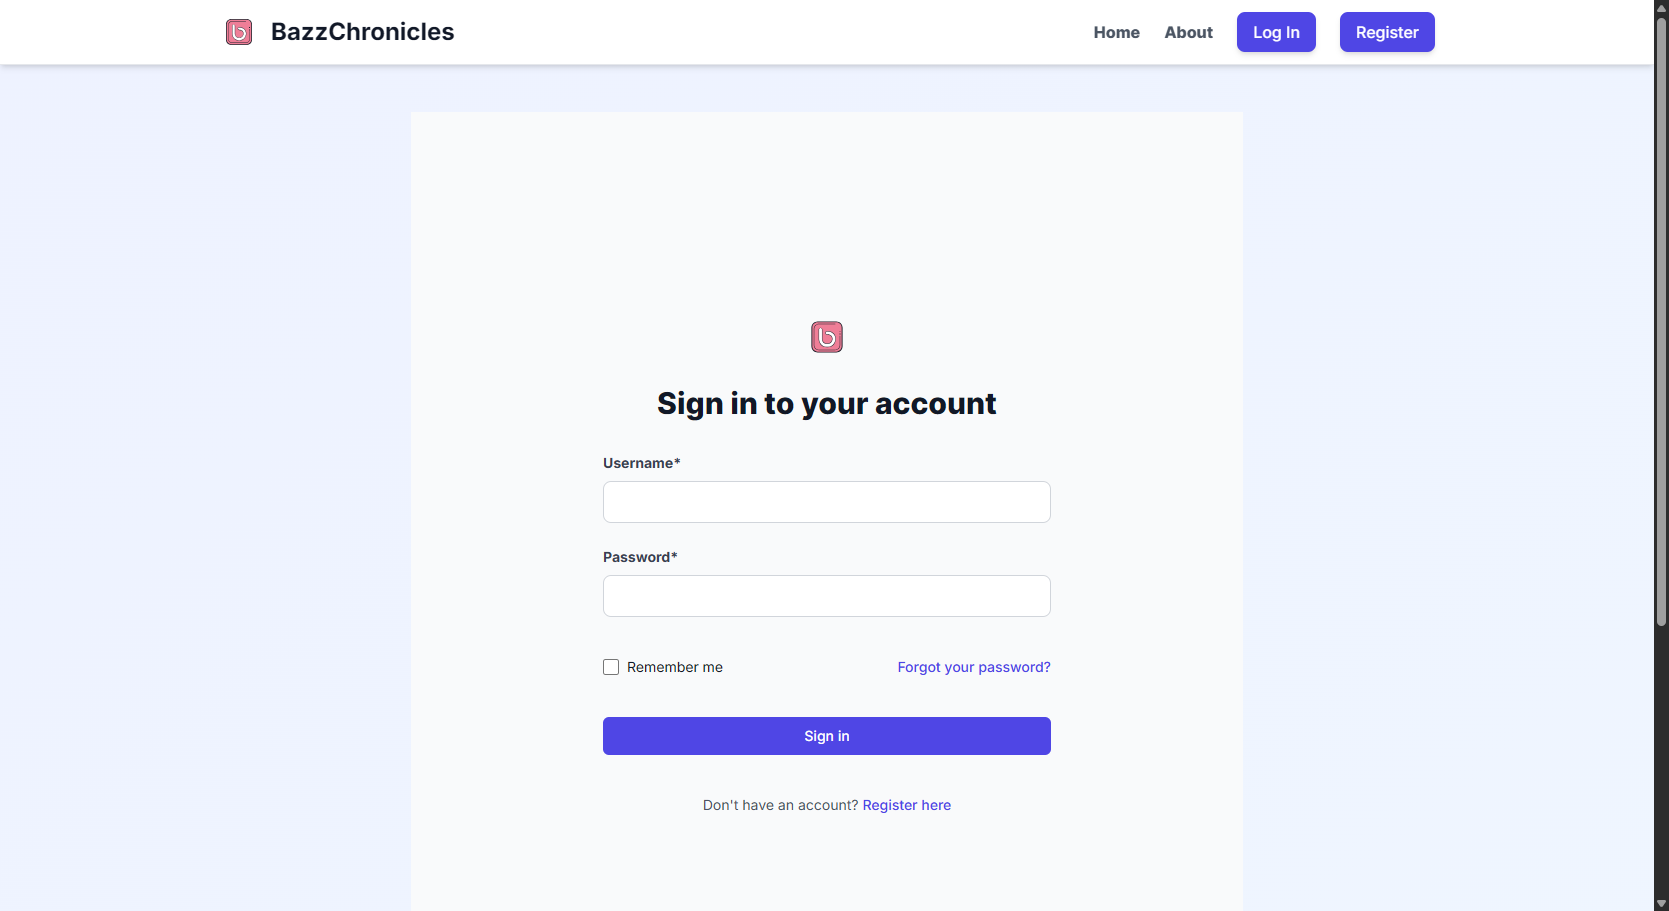 BazzChronicles
Home
About
Log In
Register
Sign in to your account
Username*
Password*
Remember me
Forgot your password?
Sign in
Don't have an account? Register here